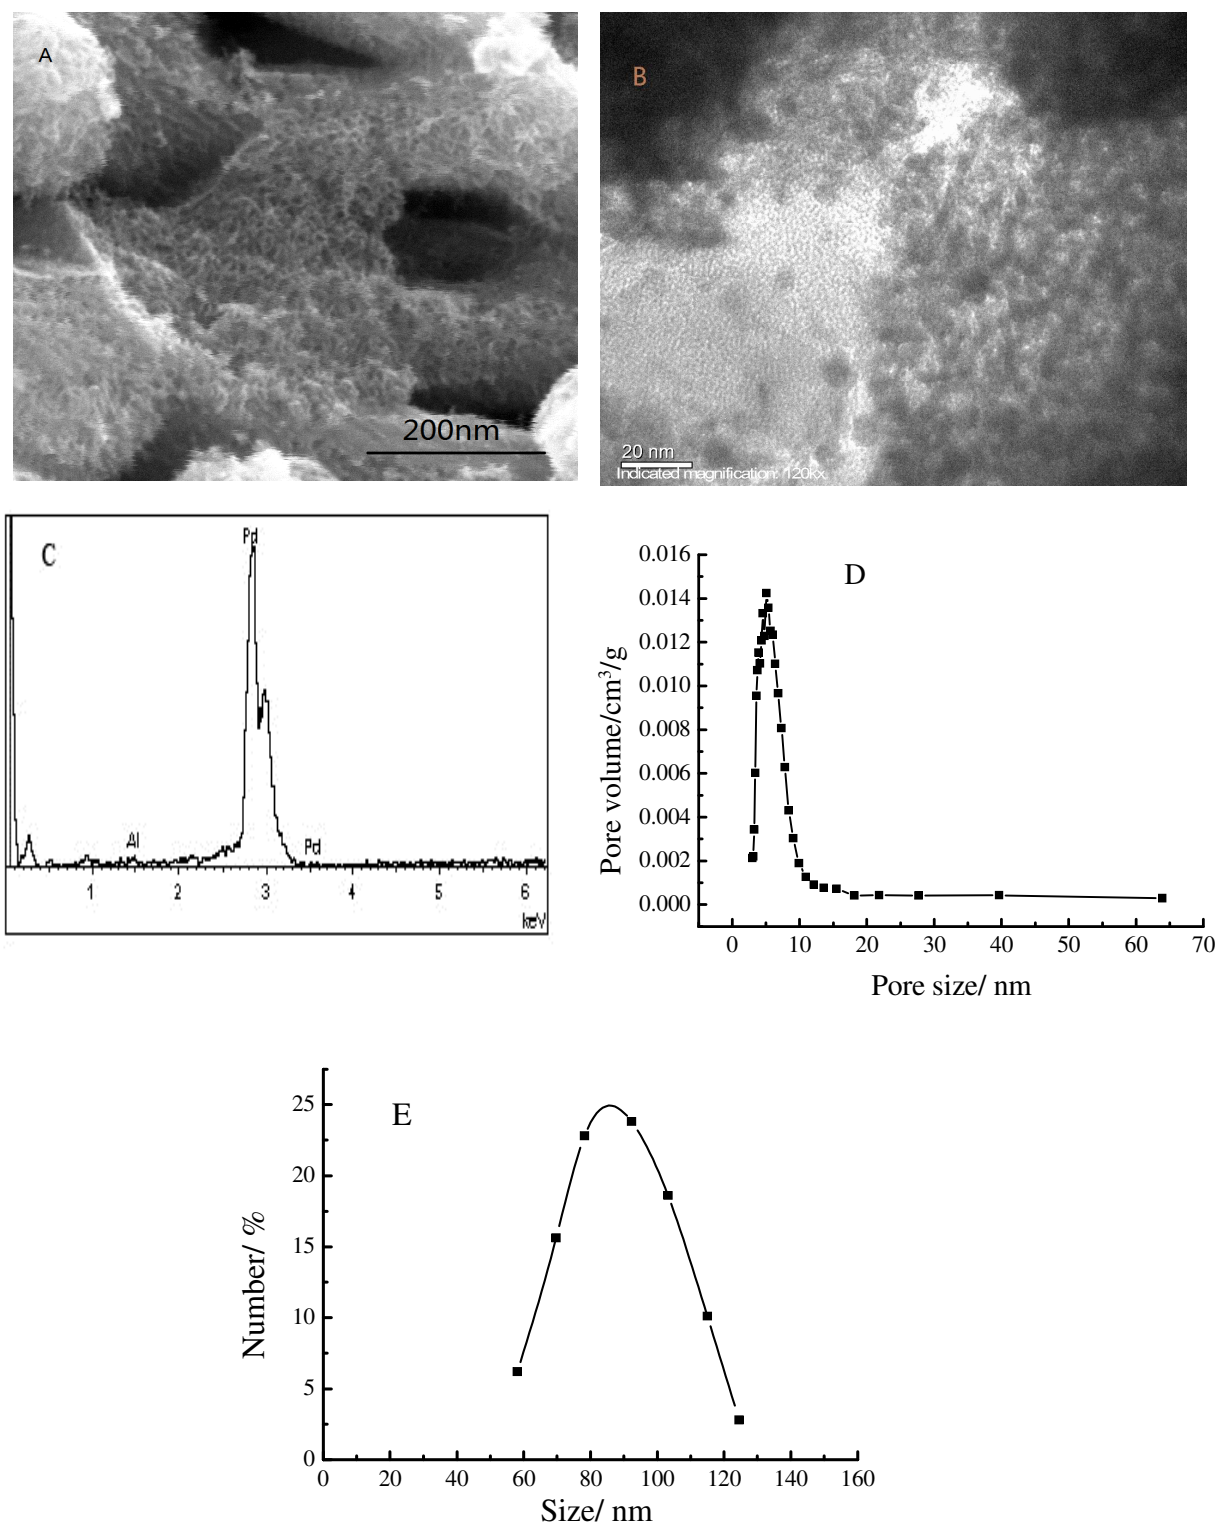 A
200nm
B
20 nm
Indicated magnification: 120kx
C
Pd
Al
Pd
1 2 3 4 5 6
keV
D
0.016
0.014
0.012
0.010
0.008
0.006
0.004
0.002
0.000
Pore volume/cm³/g
0 10 20 30 40 50 60 70
Pore size/ nm
E
25
20
15
10
5
0
Number/ %
0 20 40 60 80 100 120 140 160
Size/ nm